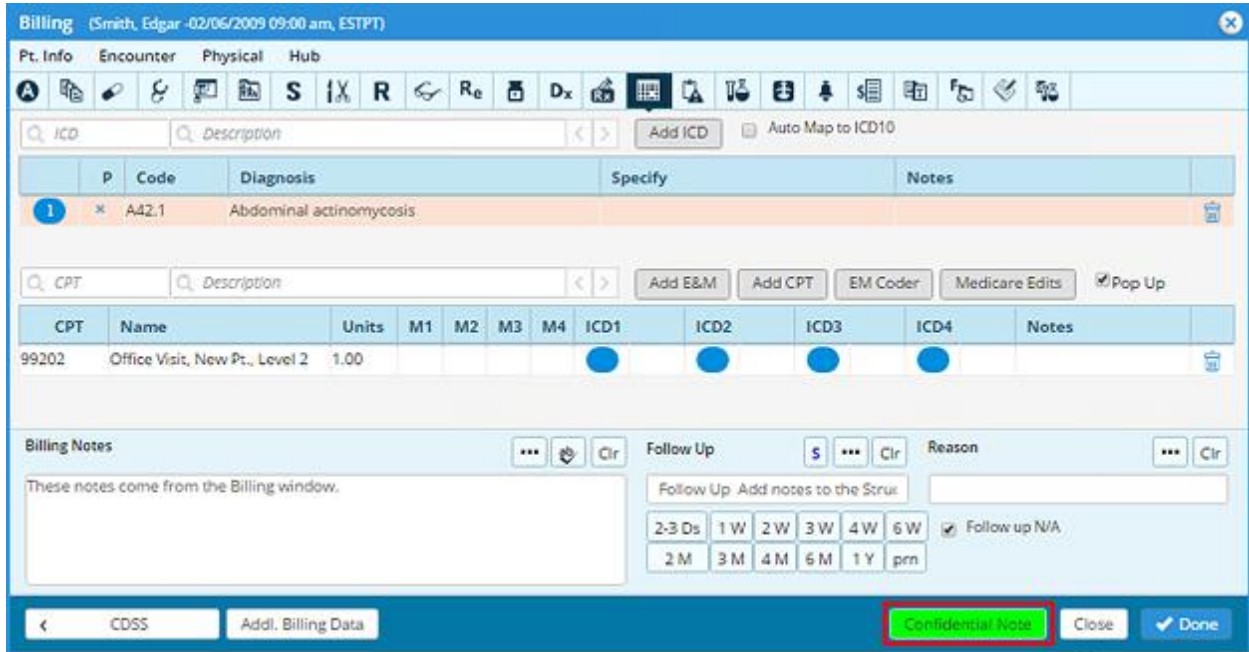 Billing (Smith, Edgar -02/06/2009 09:00 am, ESTPT)
Pt. Info Encounter Physical Hub
A S R Re Dx Rx
ICD Description < > Add ICD Auto Map to ICD10
P Code Diagnosis Specify Notes
1 × A42.1 Abdominal actinomycosis
CPT Description < > Add E&M Add CPT EM Coder Medicare Edits Pop Up
CPT Name Units M1 M2 M3 M4 ICD1 ICD2 ICD3 ICD4 Notes
99202 Office Visit, New Pt., Level 2 1.00
Billing Notes ... Clr Follow Up S ... Clr Reason ... Clr
These notes come from the Billing window. Follow Up Add notes to the Struc
2-3 Ds 1 W 2 W 3 W 4 W 6 W Follow up N/A
2 M 3 M 4 M 6 M 1 Y prn
< CDSS Addl. Billing Data Confidential Note Close Done